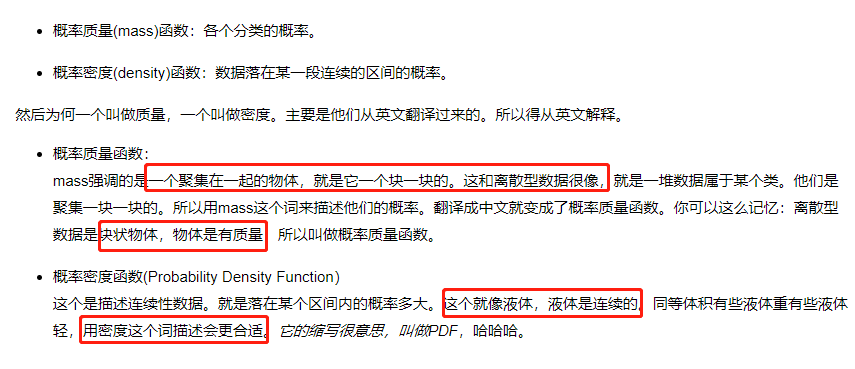 概率质量(mass)函数：各个分类的概率。
概率密度(density)函数：数据落在某一段连续的区间的概率。
然后为何一个叫做质量，一个叫做密度。主要是他们从英文翻译过来的。所以得从英文解释。
概率质量函数：
mass强调的是一个聚集在一起的物体，就是它一个块一块的。这和离散型数据很像，就是一堆数据属于某个类。他们是
聚集一块一块的。所以用mass这个词来描述他们的概率。翻译成中文就变成了概率质量函数。你可以这么记忆：离散型
数据是块状物体，物体是有质量 所以叫做概率质量函数。
概率密度函数(Probability Density Function)
这个是描述连续性数据。就是落在某个区间内的概率多大。这个就像液体，液体是连续的。同等体积有些液体重有些液体
轻，用密度这个词描述会更合适。它的缩写很意思，叫做PDF，哈哈哈。